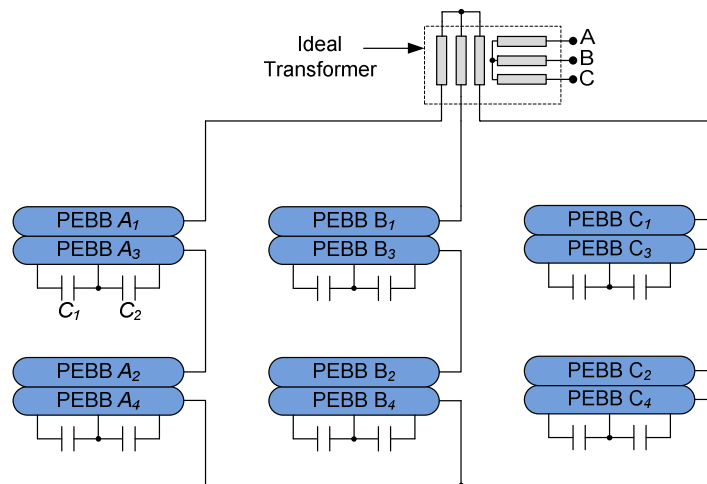 Ideal
Transformer
A
B
C
PEBB A1
PEBB A3
C1 C2
PEBB B1
PEBB B3
PEBB C1
PEBB C3
PEBB A2
PEBB A4
PEBB B2
PEBB B4
PEBB C2
PEBB C4